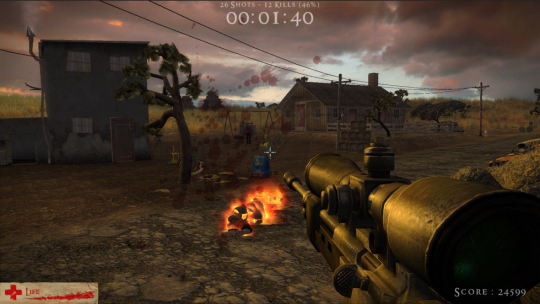 26 Shots - 12 Kills (46%)
00:01:40
Life
Score : 24599